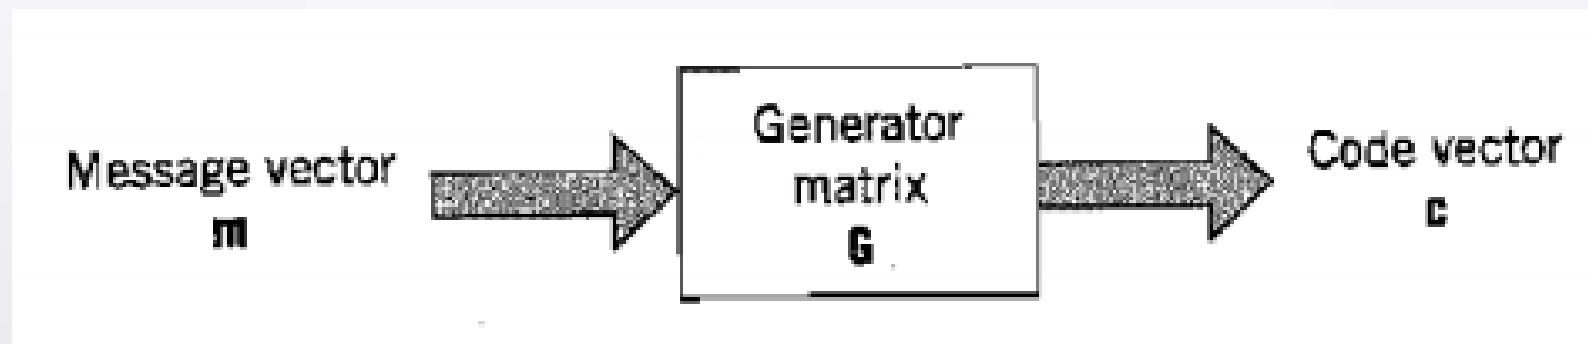 Message vector
m
Generator
matrix
G
Code vector
c